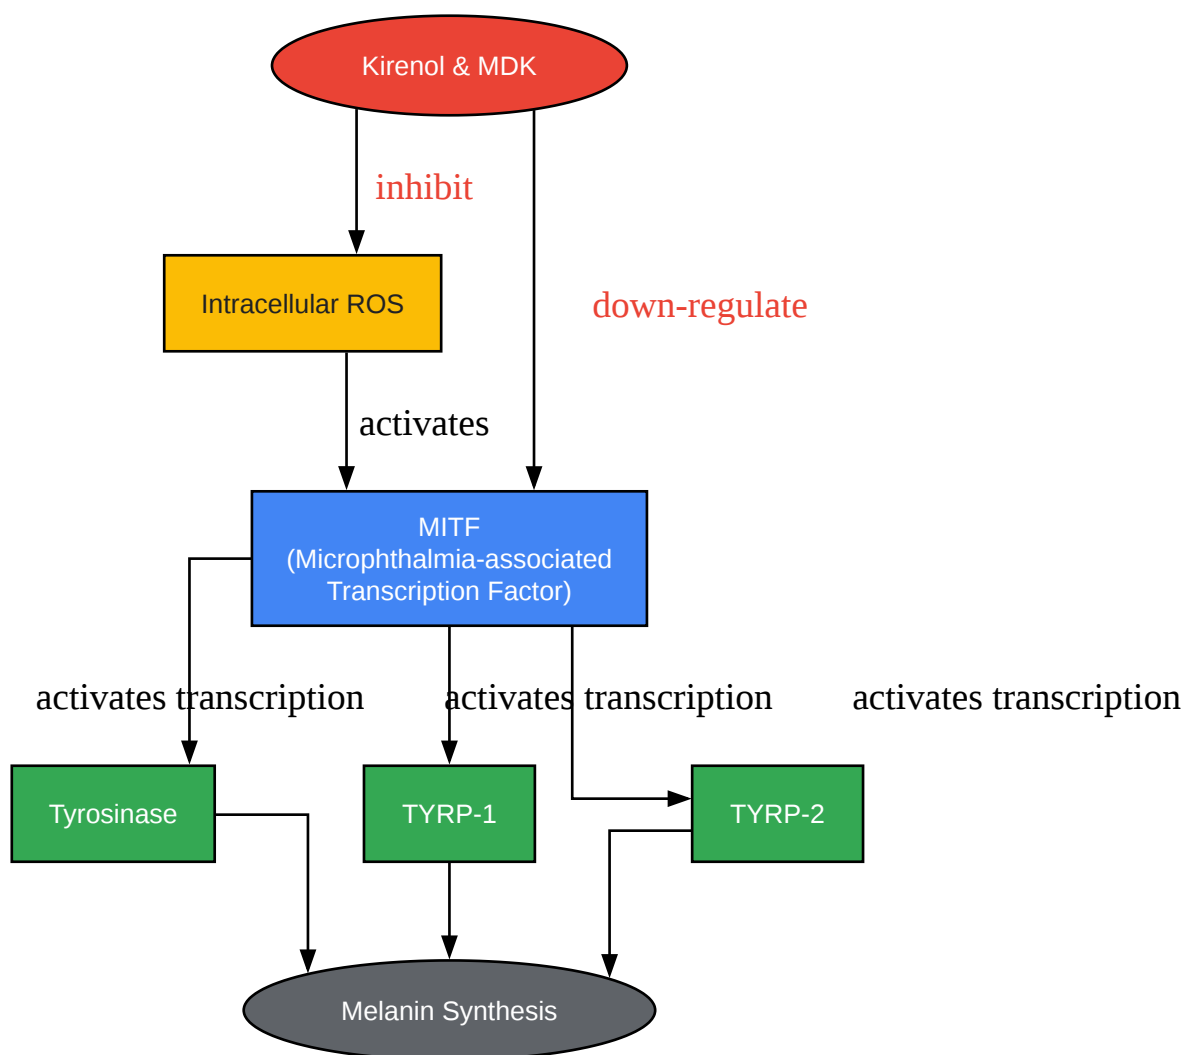 Kirenol & MDK
inhibit
Intracellular ROS
down-regulate
activates
MITF
(Microphthalmia-associated
Transcription Factor)
activates transcription
activates transcription
activates transcription
Tyrosinase
TYRP-1
TYRP-2
Melanin Synthesis